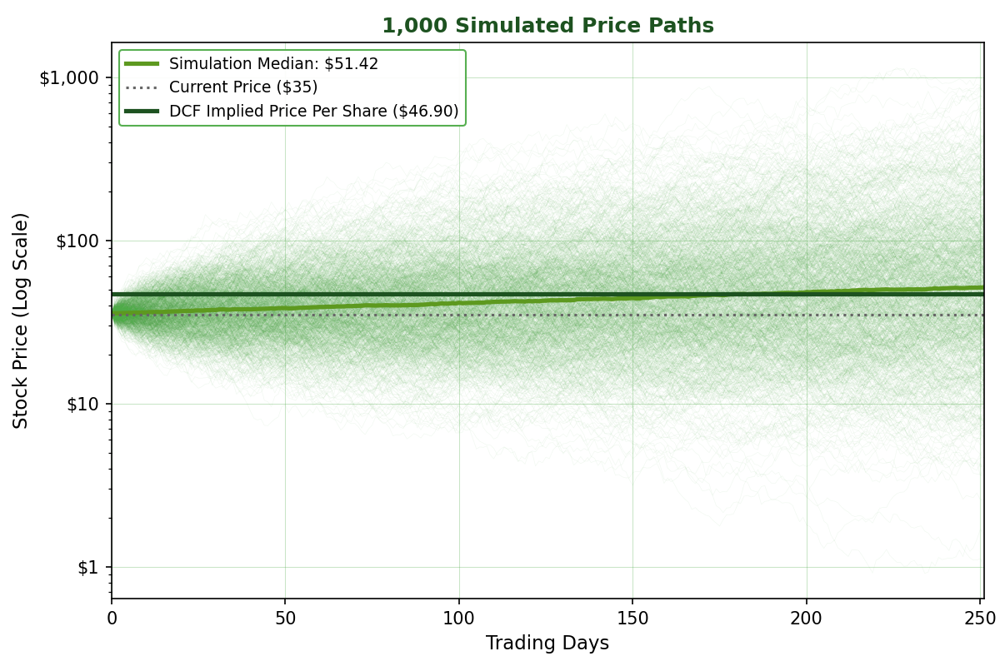 1,000 Simulated Price Paths
Simulation Median: $51.42
Current Price ($35)
DCF Implied Price Per Share ($46.90)
Stock Price (Log Scale)
$1,000
$100
$10
$1
0 50 100 150 200 250
Trading Days